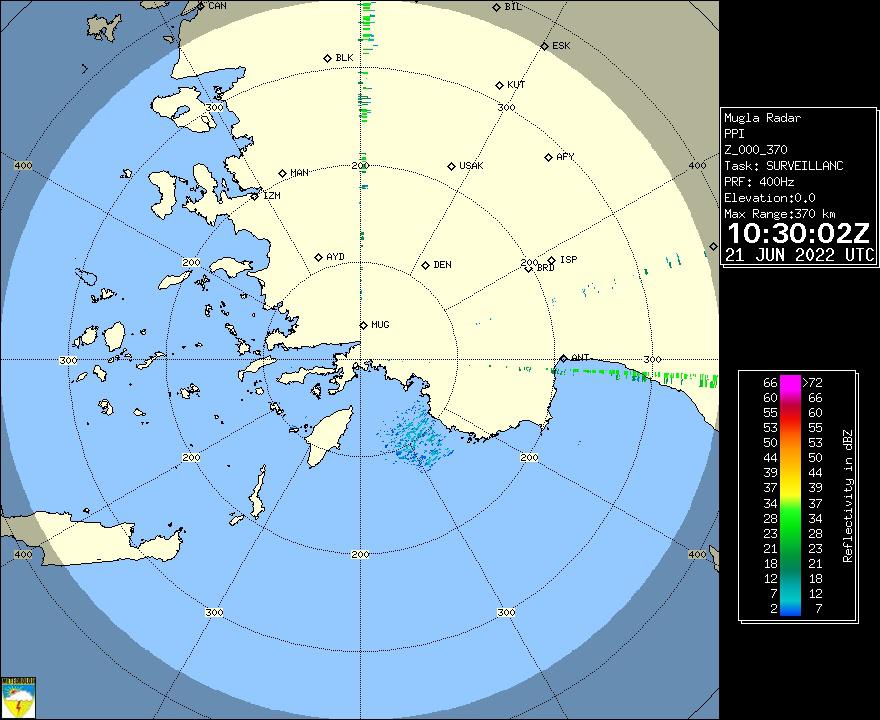 CAN
BIL
ESK
BLK
KUT
300
300
AFY
400
MAN
200
USAK
400
IZM
AYD
200
DEN
200
BRD
ISP
MUG
300
ANT
300
200
200
400
200
400
300
300
METEOROLOJI
Mugla Radar
PPI
Z_000_370
Task: SURVEILLANC
PRF: 400Hz
Elevation:0.0
Max Range:370 km
10:30:02Z
21 JUN 2022 UTC
66 >72
60 66
55 60
53 55
50 53
44 50
39 44
37 39
34 37
28 34
23 28
21 23
18 21
12 18
7 12
2 7
Reflectivity in dBZ